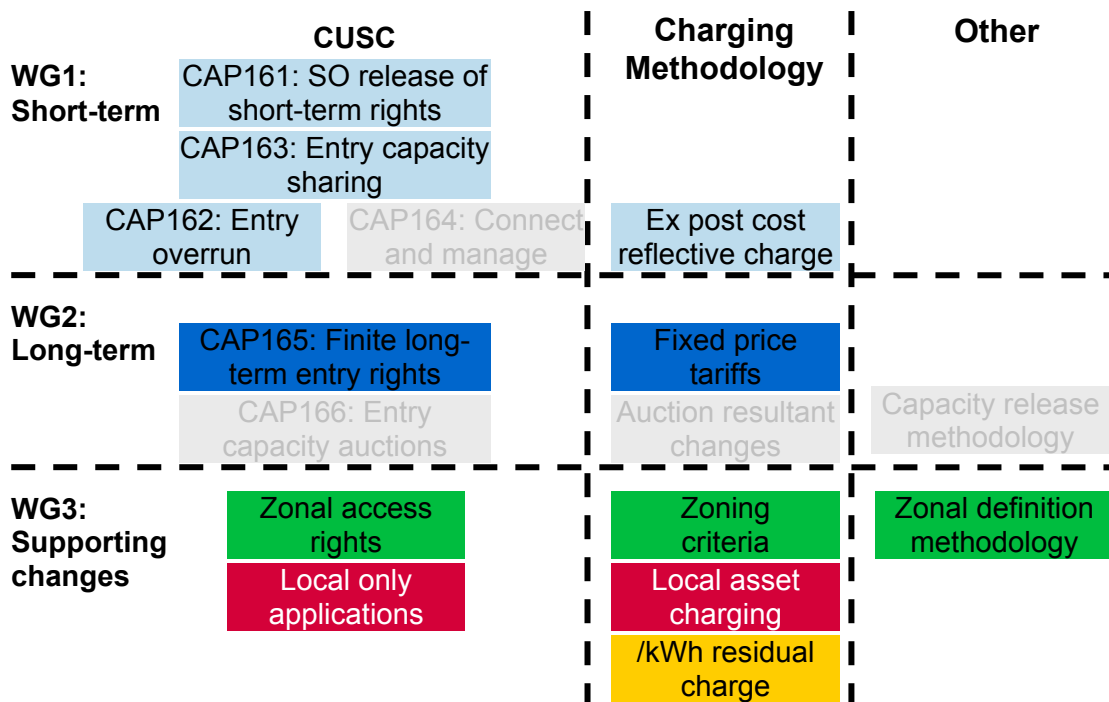 CUSC
Charging
Methodology
Other
WG1:
Short-term
CAP161: SO release of
short-term rights
CAP163: Entry capacity
sharing
CAP162: Entry
overrun
CAP164: Connect
and manage
Ex post cost
reflective charge
WG2:
Long-term
CAP165: Finite long-
term entry rights
Fixed price
tariffs
CAP166: Entry
capacity auctions
Auction resultant
changes
Capacity release
methodology
WG3:
Supporting
changes
Zonal access
rights
Zoning
criteria
Zonal definition
methodology
Local only
applications
Local asset
charging
/kWh residual
charge